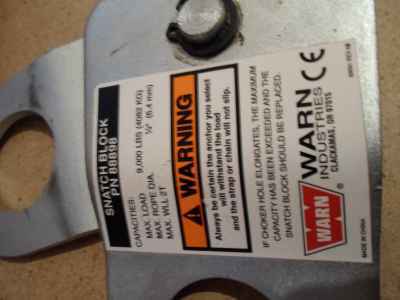 SNATCH BLOCK
PN 88898
CAPACITIES:
MAX. LOAD 9,000 LBS (4082 KG)
MAX. ROPE DIA. ¼" (6.4 mm)
MAX. WLL 2T
WARNING
Always be certain the anchor you select
will withstand the load
and the strap or chain will not slip.
IF CHOKER HOLE ELONGATES, THE MAXIMUM
CAPACITY HAS BEEN EXCEEDED AND THE
SNATCH BLOCK SHOULD BE REPLACED.
WARN ®
WARN CE
INDUSTRIES
CLACKAMAS, OR 97015
MADE IN CHINA